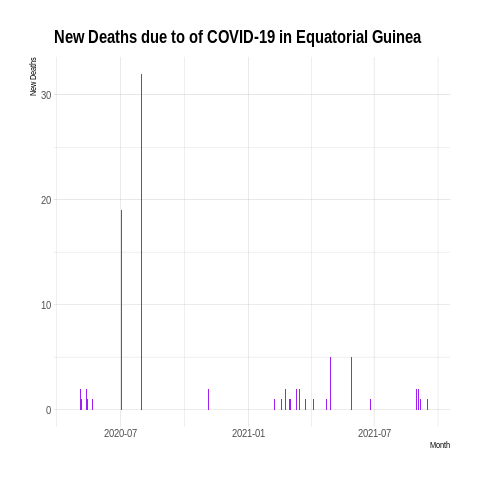 New Deaths due to of COVID-19 in Equatorial Guinea
New Deaths
30
20
10
0
2020-07 2021-01 2021-07
Month